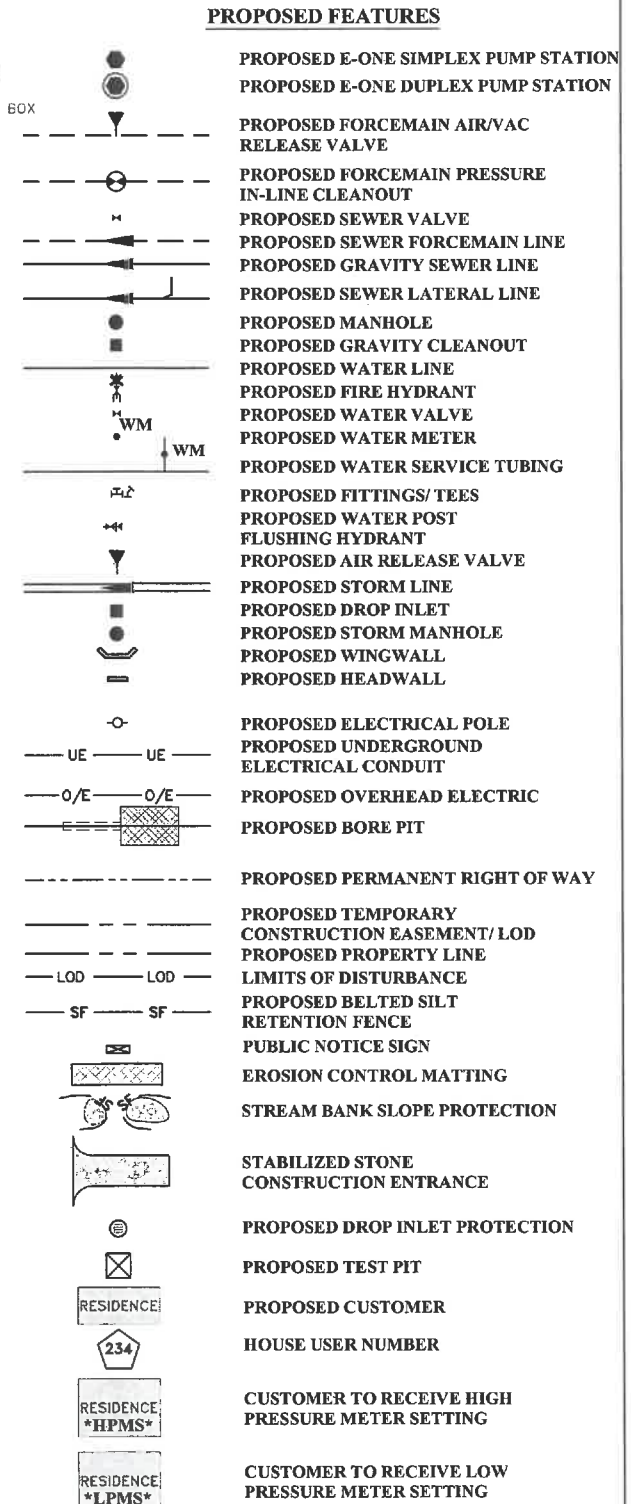 PROPOSED FEATURES
PROPOSED E-ONE SIMPLEX PUMP STATION
PROPOSED E-ONE DUPLEX PUMP STATION
BOX
PROPOSED FORCEMAIN AIR/VAC
RELEASE VALVE
PROPOSED FORCEMAIN PRESSURE
IN-LINE CLEANOUT
PROPOSED SEWER VALVE
PROPOSED SEWER FORCEMAIN LINE
PROPOSED GRAVITY SEWER LINE
PROPOSED SEWER LATERAL LINE
PROPOSED MANHOLE
PROPOSED GRAVITY CLEANOUT
PROPOSED WATER LINE
PROPOSED FIRE HYDRANT
PROPOSED WATER VALVE
WM
PROPOSED WATER METER
WM
PROPOSED WATER SERVICE TUBING
PROPOSED FITTINGS/ TEES
PROPOSED WATER POST
FLUSHING HYDRANT
PROPOSED AIR RELEASE VALVE
PROPOSED STORM LINE
PROPOSED DROP INLET
PROPOSED STORM MANHOLE
PROPOSED WINGWALL
PROPOSED HEADWALL
PROPOSED ELECTRICAL POLE
UE UE PROPOSED UNDERGROUND
ELECTRICAL CONDUIT
O/E O/E PROPOSED OVERHEAD ELECTRIC
PROPOSED BORE PIT
PROPOSED PERMANENT RIGHT OF WAY
PROPOSED TEMPORARY
CONSTRUCTION EASEMENT/ LOD
PROPOSED PROPERTY LINE
LOD LOD LIMITS OF DISTURBANCE
SF SF PROPOSED BELTED SILT
RETENTION FENCE
PUBLIC NOTICE SIGN
EROSION CONTROL MATTING
STREAM BANK SLOPE PROTECTION
STABILIZED STONE
CONSTRUCTION ENTRANCE
PROPOSED DROP INLET PROTECTION
PROPOSED TEST PIT
RESIDENCE PROPOSED CUSTOMER
234 HOUSE USER NUMBER
RESIDENCE
*HPMS*
CUSTOMER TO RECEIVE HIGH
PRESSURE METER SETTING
RESIDENCE
*LPMS*
CUSTOMER TO RECEIVE LOW
PRESSURE METER SETTING